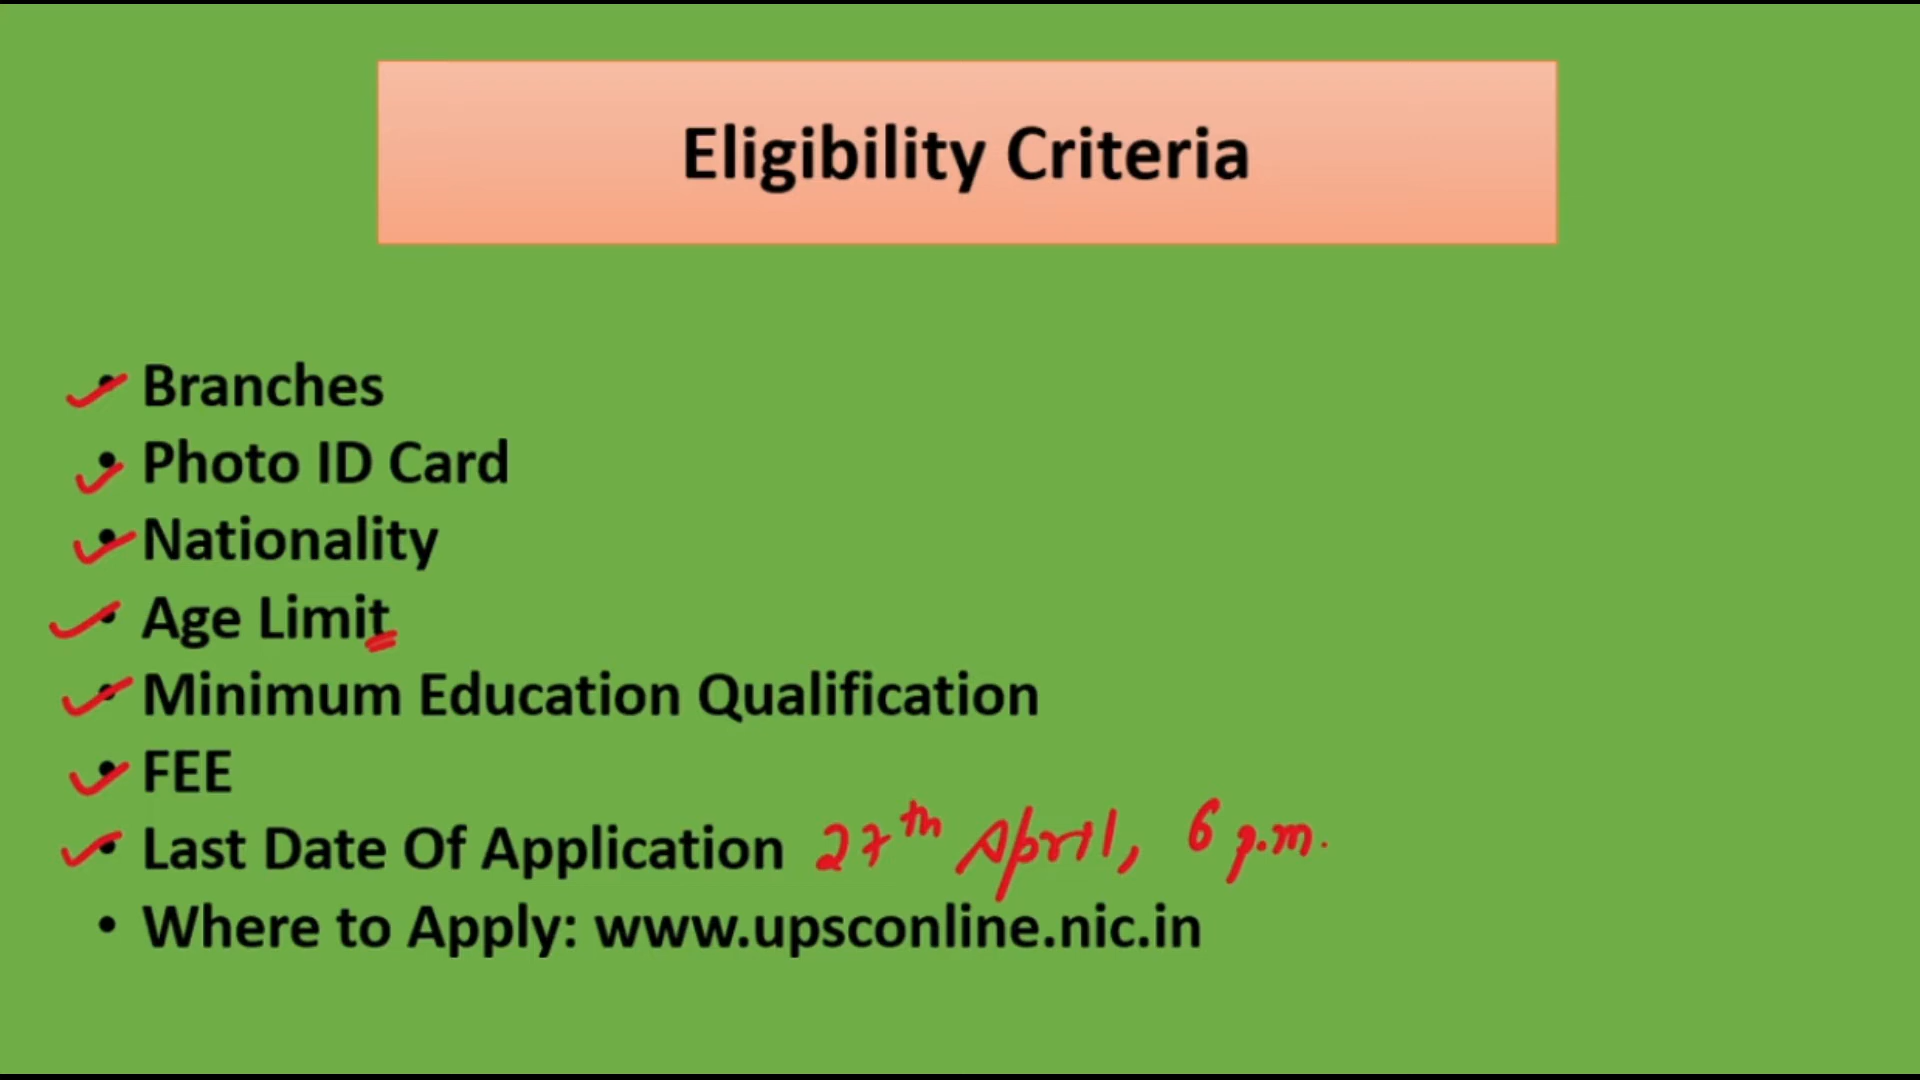 Eligibility Criteria
• Branches
• Photo ID Card
• Nationality
• Age Limit
• Minimum Education Qualification
• FEE
• Last Date Of Application 27th April, 6 p.m.
• Where to Apply: www.upsconline.nic.in